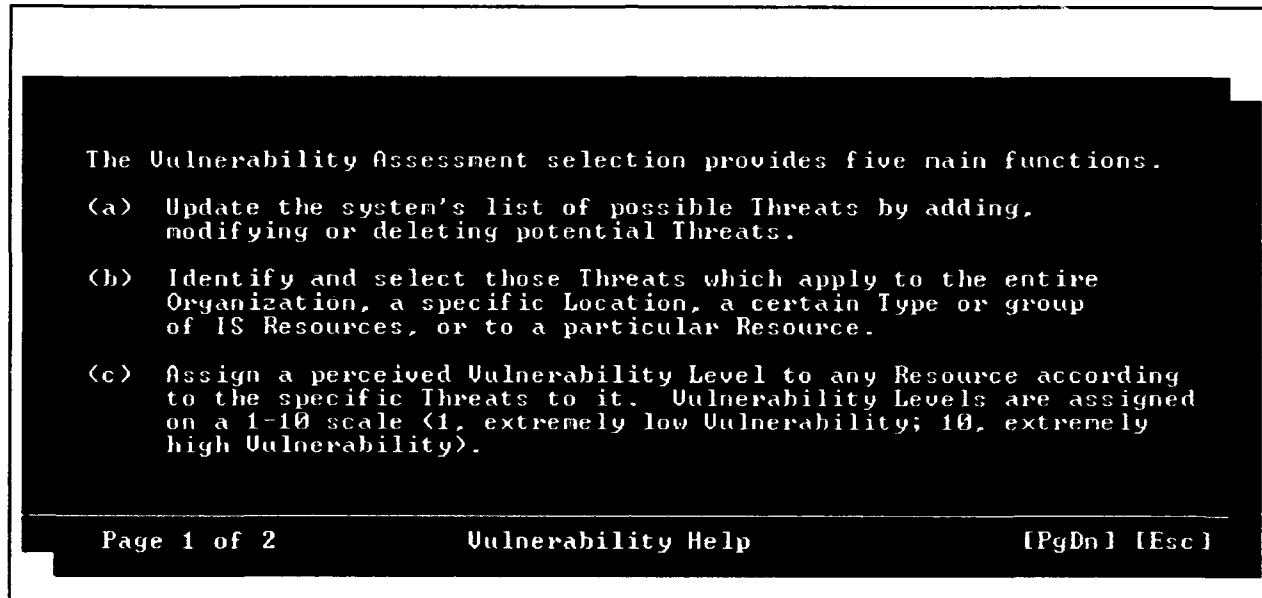 The Vulnerability Assessment selection provides five main functions.
(a) Update the system's list of possible Threats by adding,
modifying or deleting potential Threats.
(b) Identify and select those Threats which apply to the entire
Organization, a specific Location, a certain Type or group
of IS Resources, or to a particular Resource.
(c) Assign a perceived Vulnerability Level to any Resource according
to the specific Threats to it. Vulnerability Levels are assigned
on a 1-10 scale (1, extremely low Vulnerability; 10, extremely
high Vulnerability).
Page 1 of 2 Vulnerability Help [PgDn] [Esc]